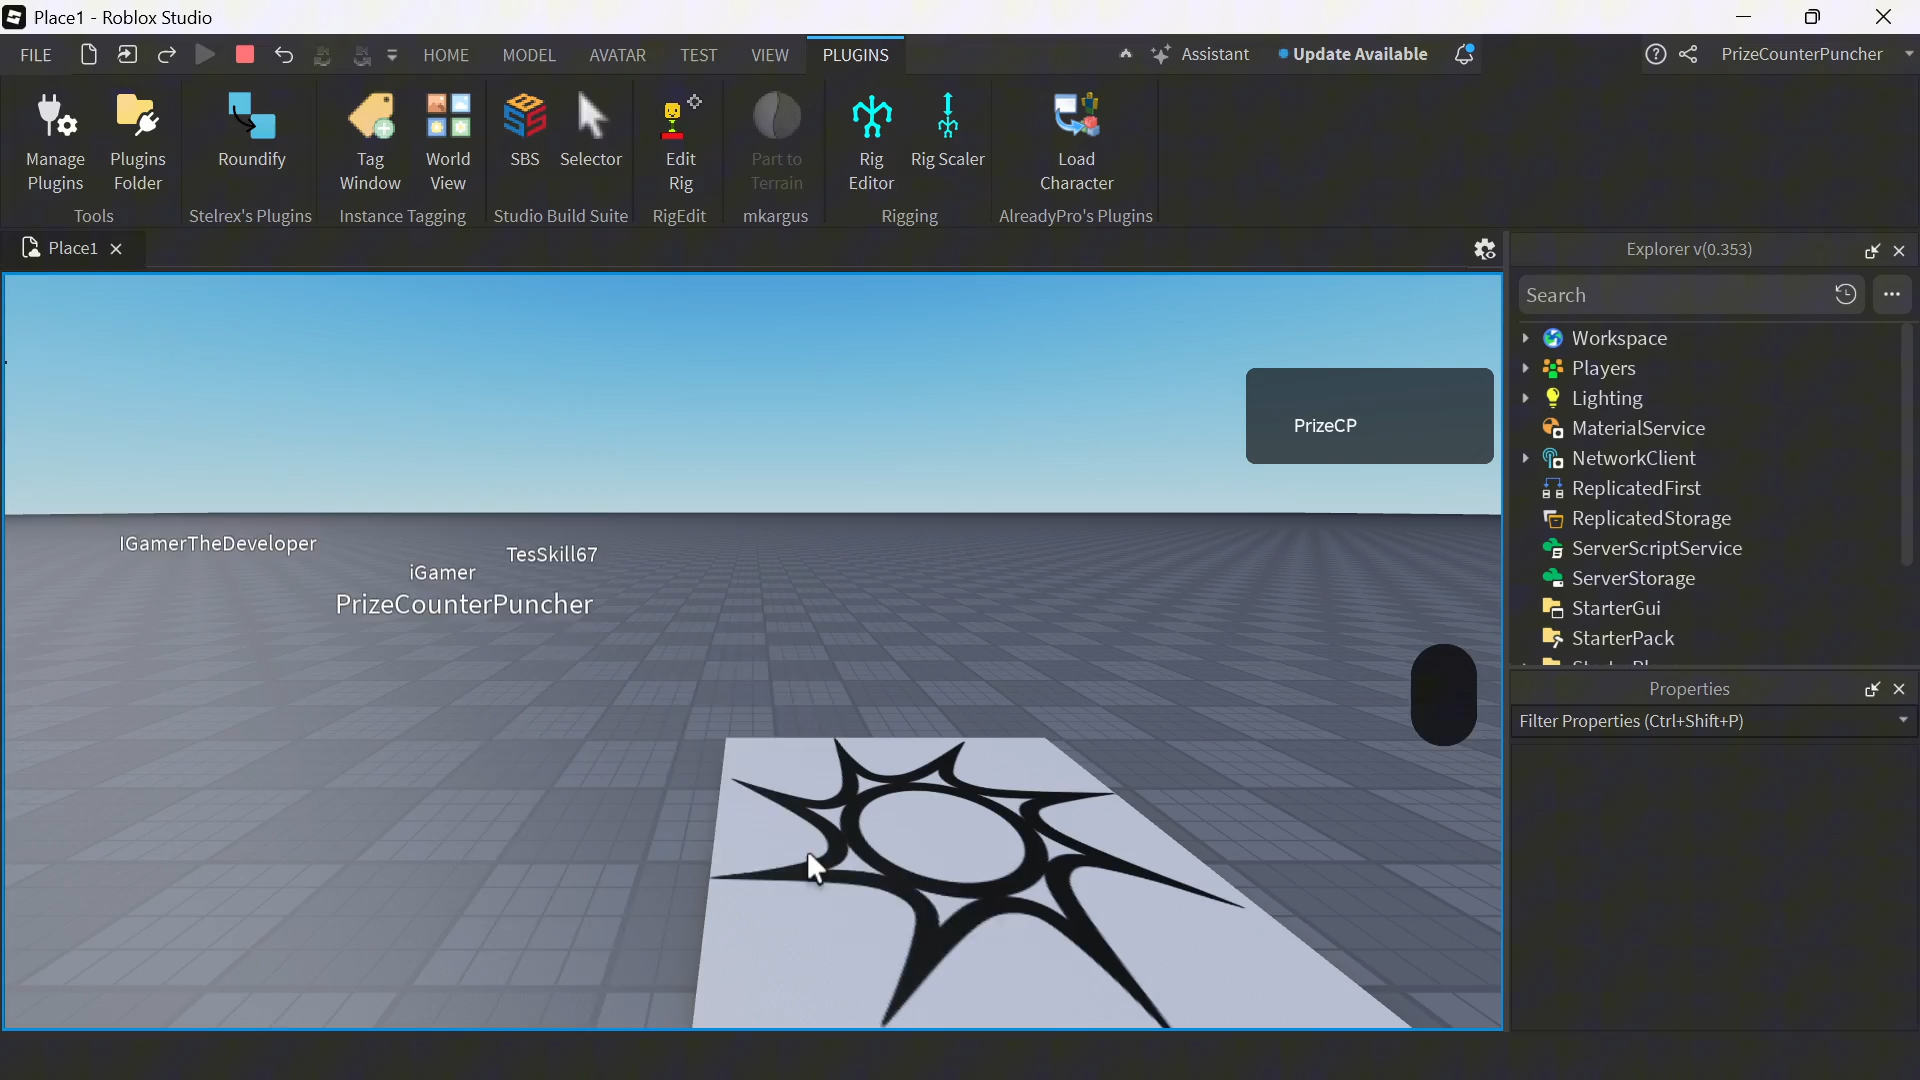 Place1 - Roblox Studio
FILE
HOME
MODEL
AVATAR
TEST
VIEW
PLUGINS
Assistant
Update Available
PrizeCounterPuncher
Manage
Plugins
Plugins
Folder
Tools
Roundify
Stelrex's Plugins
Tag
Window
World
View
Instance Tagging
SBS
Selector
Studio Build Suite
Edit
Rig
RigEdit
Part to
Terrain
mkargus
Rig
Editor
Rig Scaler
Rigging
Load
Character
AlreadyPro's Plugins
Place1
PrizeCP
IGamerTheDeveloper
TesSkill67
iGamer
PrizeCounterPuncher
Explorer v(0.353)
Search
Workspace
Players
Lighting
MaterialService
NetworkClient
ReplicatedFirst
ReplicatedStorage
ServerScriptService
ServerStorage
StarterGui
StarterPack
Properties
Filter Properties (Ctrl+Shift+P)